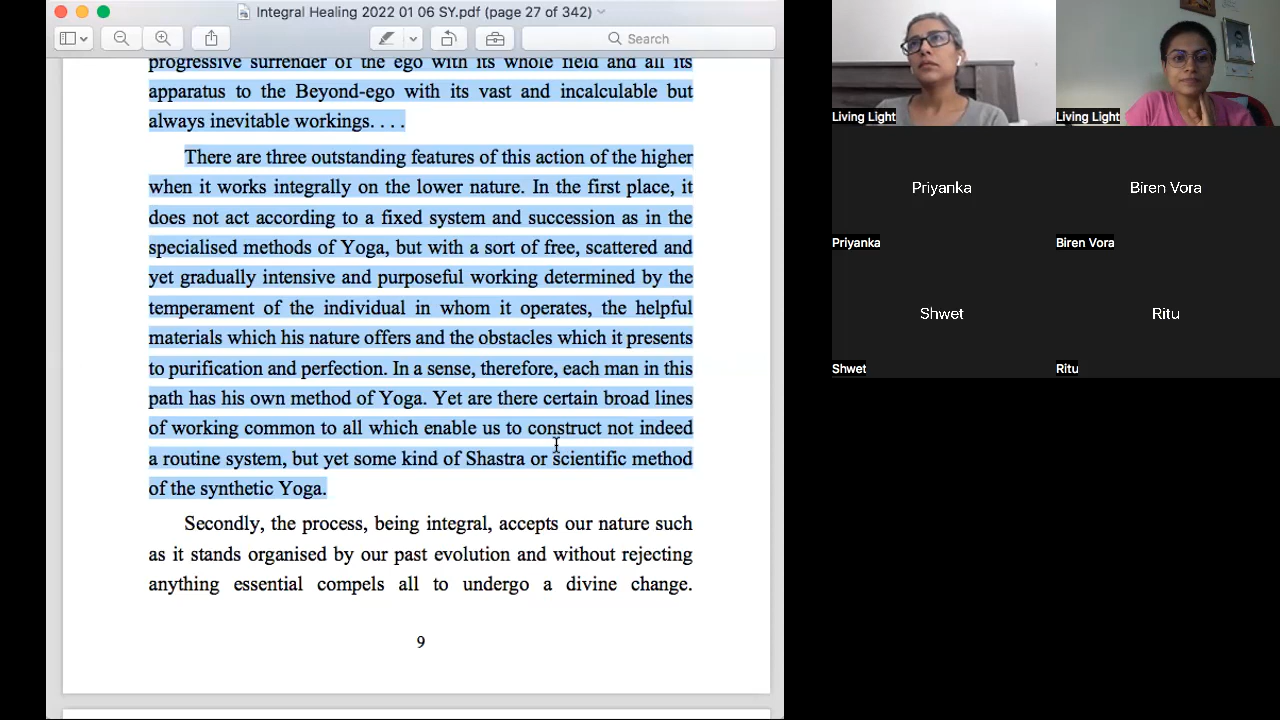 Integral Healing 2022 01 06 SY.pdf (page 27 of 342)
Search
progressive surrender of the ego with its whole field and all its
apparatus to the Beyond-ego with its vast and incalculable but
always inevitable workings. . . .
There are three outstanding features of this action of the higher
when it works integrally on the lower nature. In the first place, it
does not act according to a fixed system and succession as in the
specialised methods of Yoga, but with a sort of free, scattered and
yet gradually intensive and purposeful working determined by the
temperament of the individual in whom it operates, the helpful
materials which his nature offers and the obstacles which it presents
to purification and perfection. In a sense, therefore, each man in this
path has his own method of Yoga. Yet are there certain broad lines
of working common to all which enable us to construct not indeed
a routine system, but yet some kind of Shastra or scientific method
of the synthetic Yoga.
Secondly, the process, being integral, accepts our nature such
as it stands organised by our past evolution and without rejecting
anything essential compels all to undergo a divine change.
9
Living Light
Living Light
Priyanka
Biren Vora
Priyanka
Biren Vora
Shwet
Ritu
Shwet
Ritu